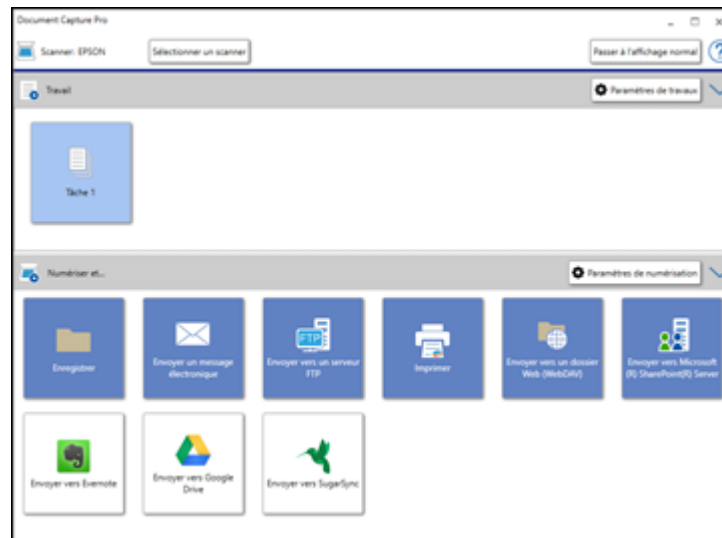 Document Capture Pro
Scanner: EPSON
Sélectionner un scanner
Passer à l'affichage normal
?
Travail
Paramètres de travaux
Tâche 1
Numériser et...
Paramètres de numérisation
Enregistrer
Envoyer un message
électronique
Envoyer vers un serveur
FTP
FTP
Imprimer
Envoyer vers un dossier
Web (WebDAV)
Envoyer vers Microsoft
(R) SharePoint(R) Server
Envoyer vers Evernote
Envoyer vers Google
Drive
Envoyer vers SugarSync